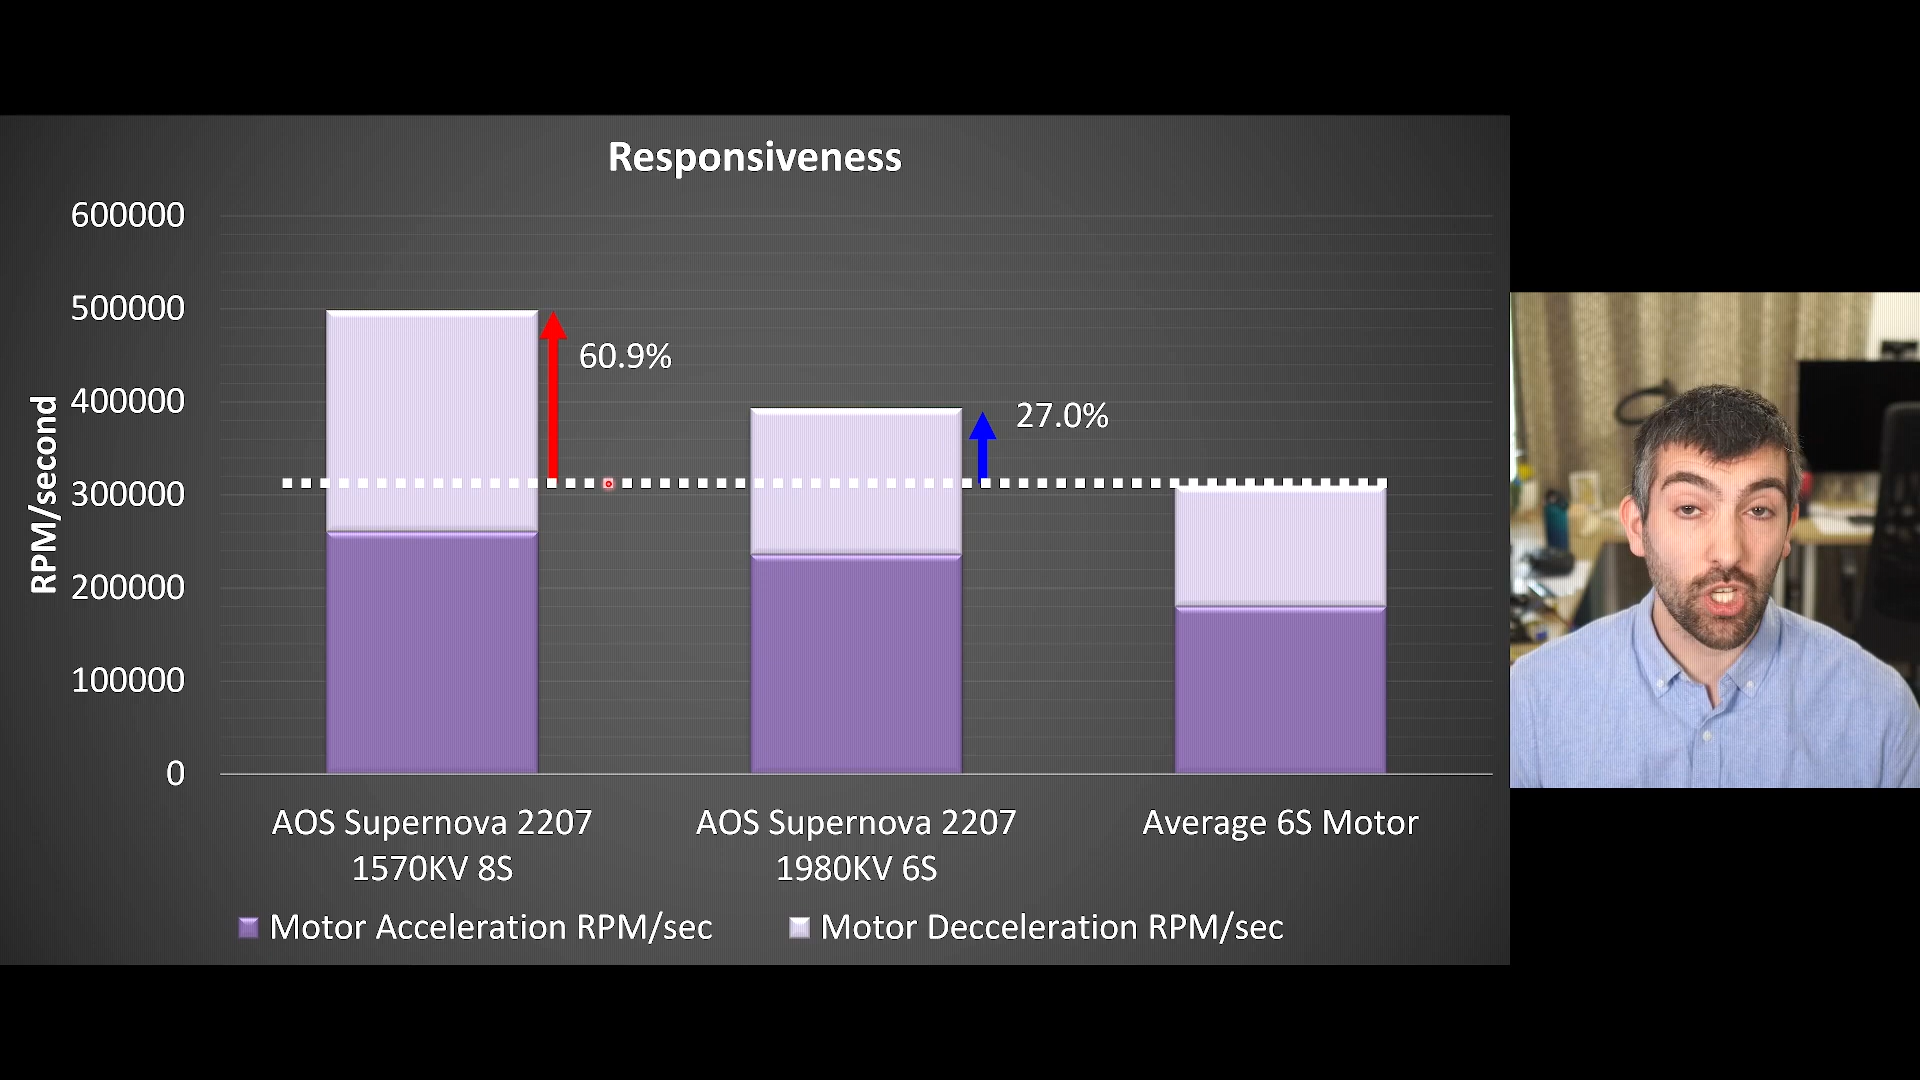 Responsiveness
600000
500000
400000
300000
200000
100000
0
RPM/second
60.9%
27.0%
AOS Supernova 2207
1570KV 8S
AOS Supernova 2207
1980KV 6S
Average 6S Motor
Motor Acceleration RPM/sec
Motor Decceleration RPM/sec